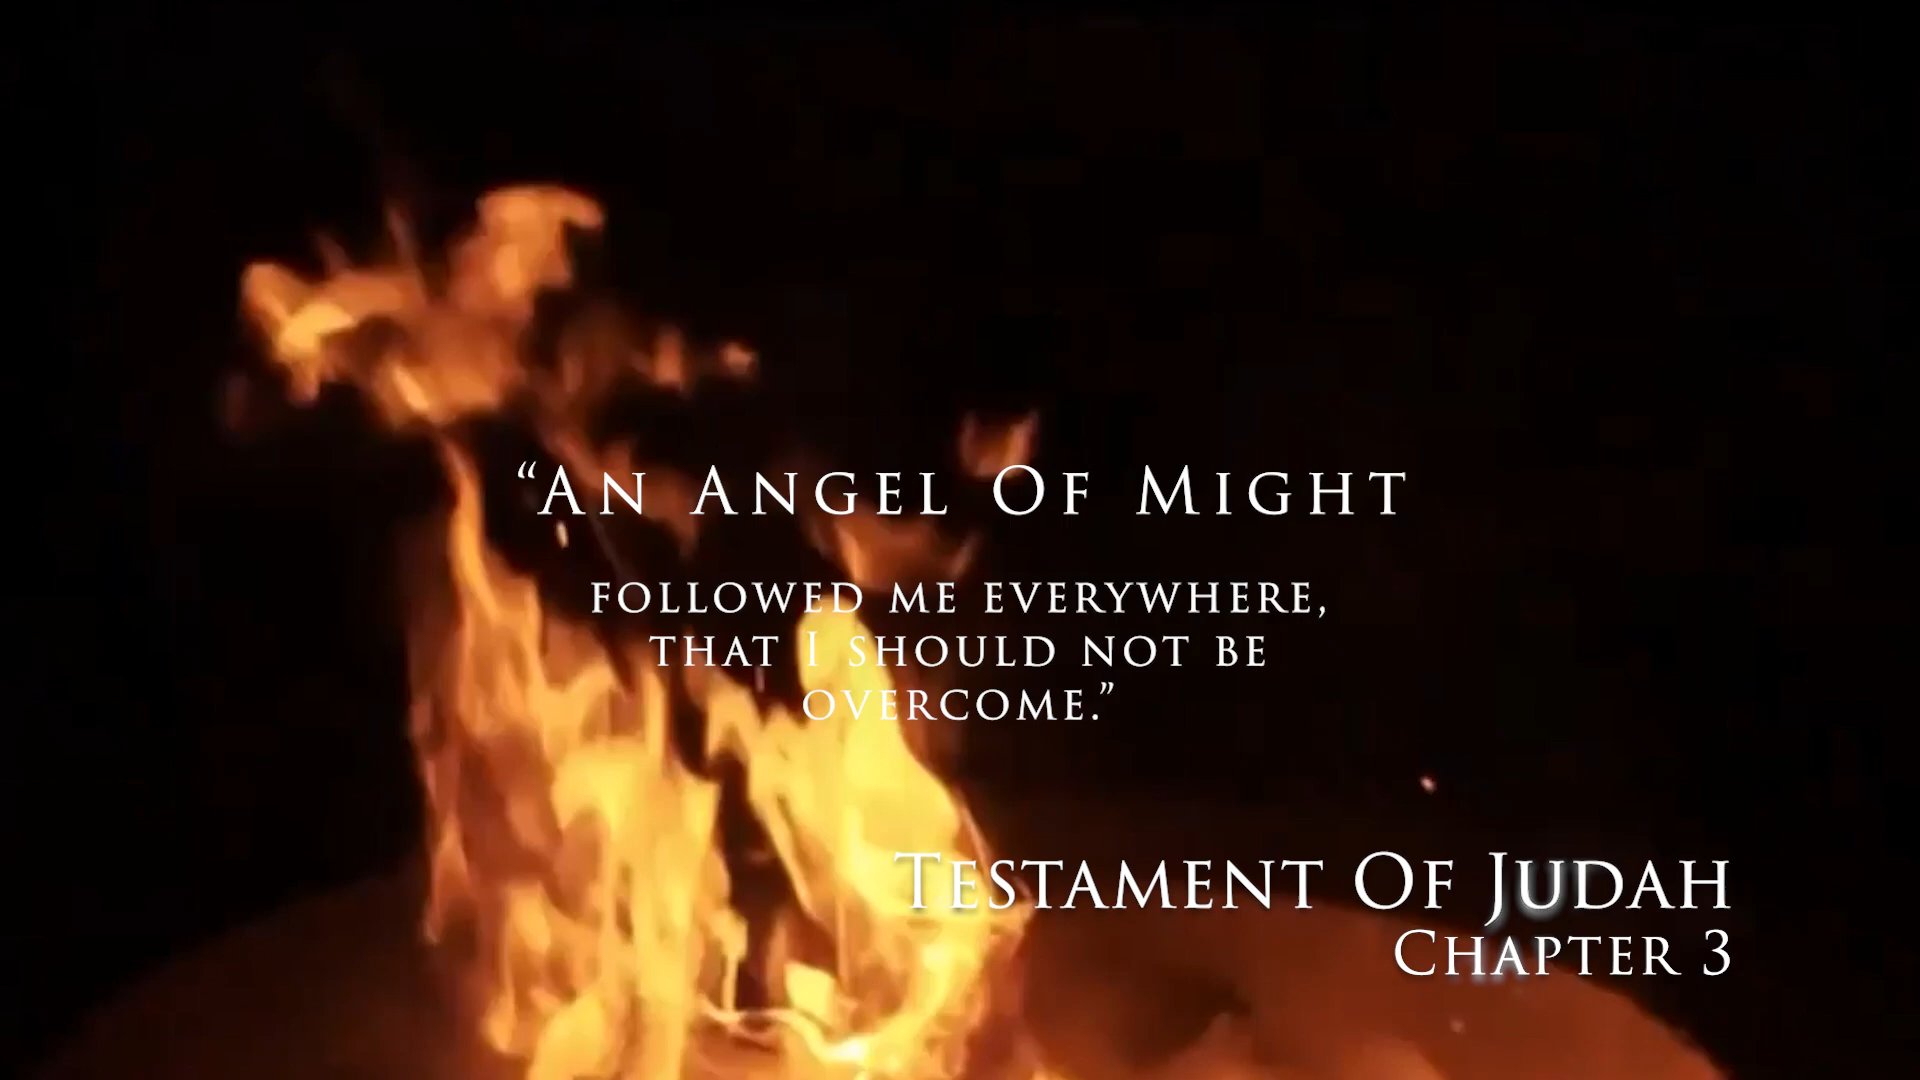 “An Angel Of Might
followed me everywhere,
that I should not be
overcome.”
Testament Of Judah
Chapter 3